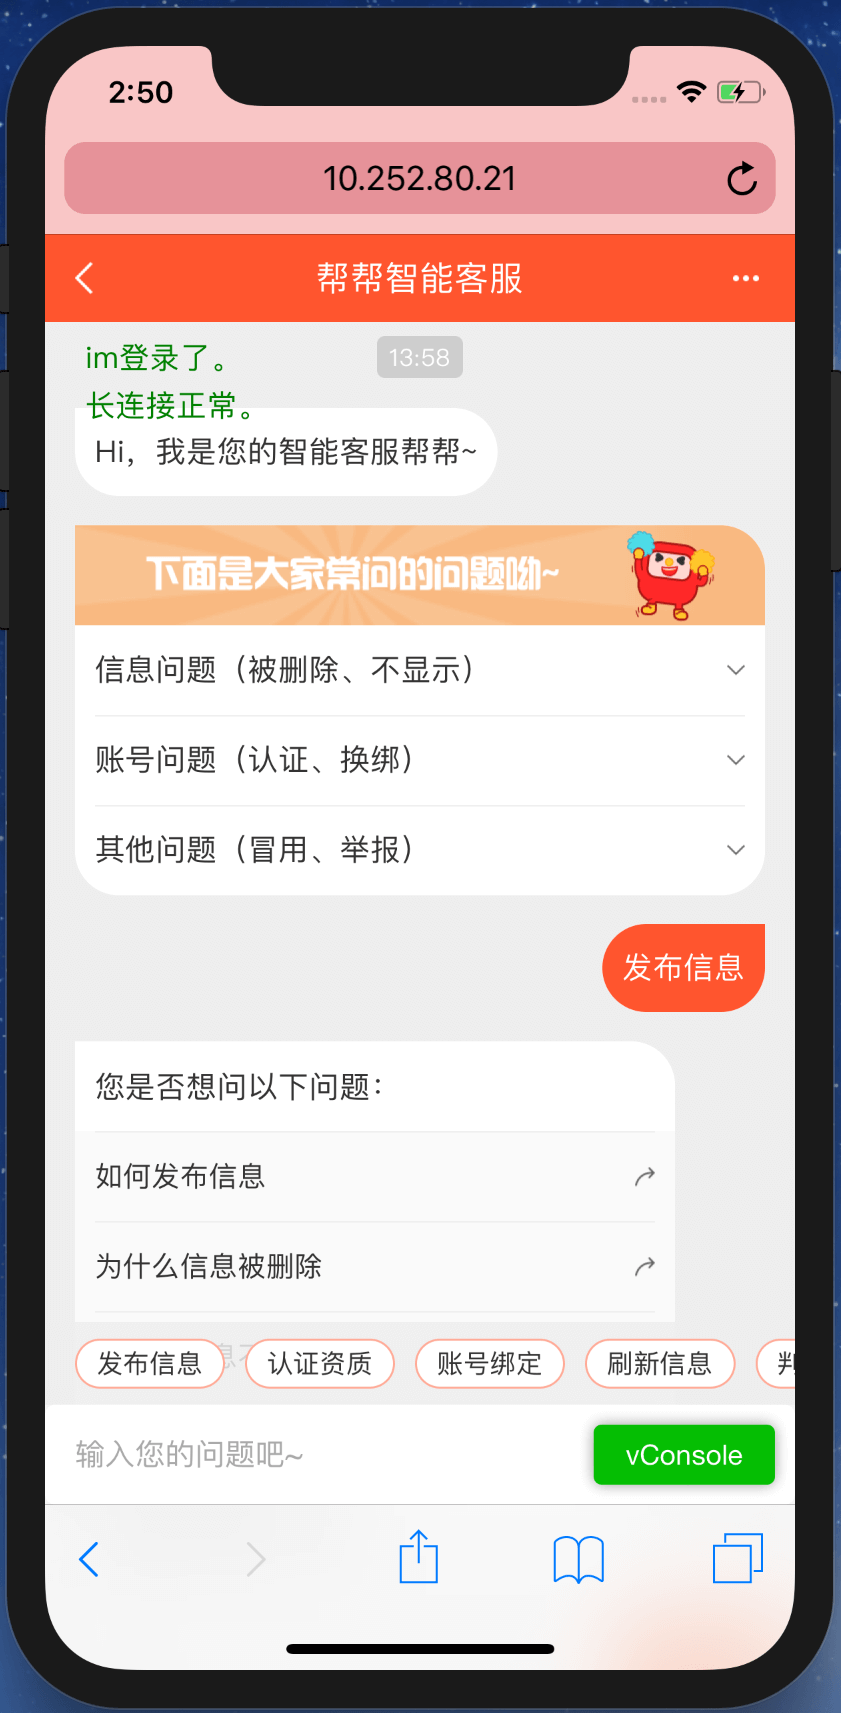 2:50
10.252.80.21
帮帮智能客服
im登录了。
13:58
长连接正常。
Hi，我是您的智能客服帮帮~
下面是大家常问的问题呦~
信息问题（被删除、不显示）
账号问题（认证、换绑）
其他问题（冒用、举报）
发布信息
您是否想问以下问题：
如何发布信息
为什么信息被删除
发布信息 认证资质 账号绑定 刷新信息
输入您的问题吧~
vConsole